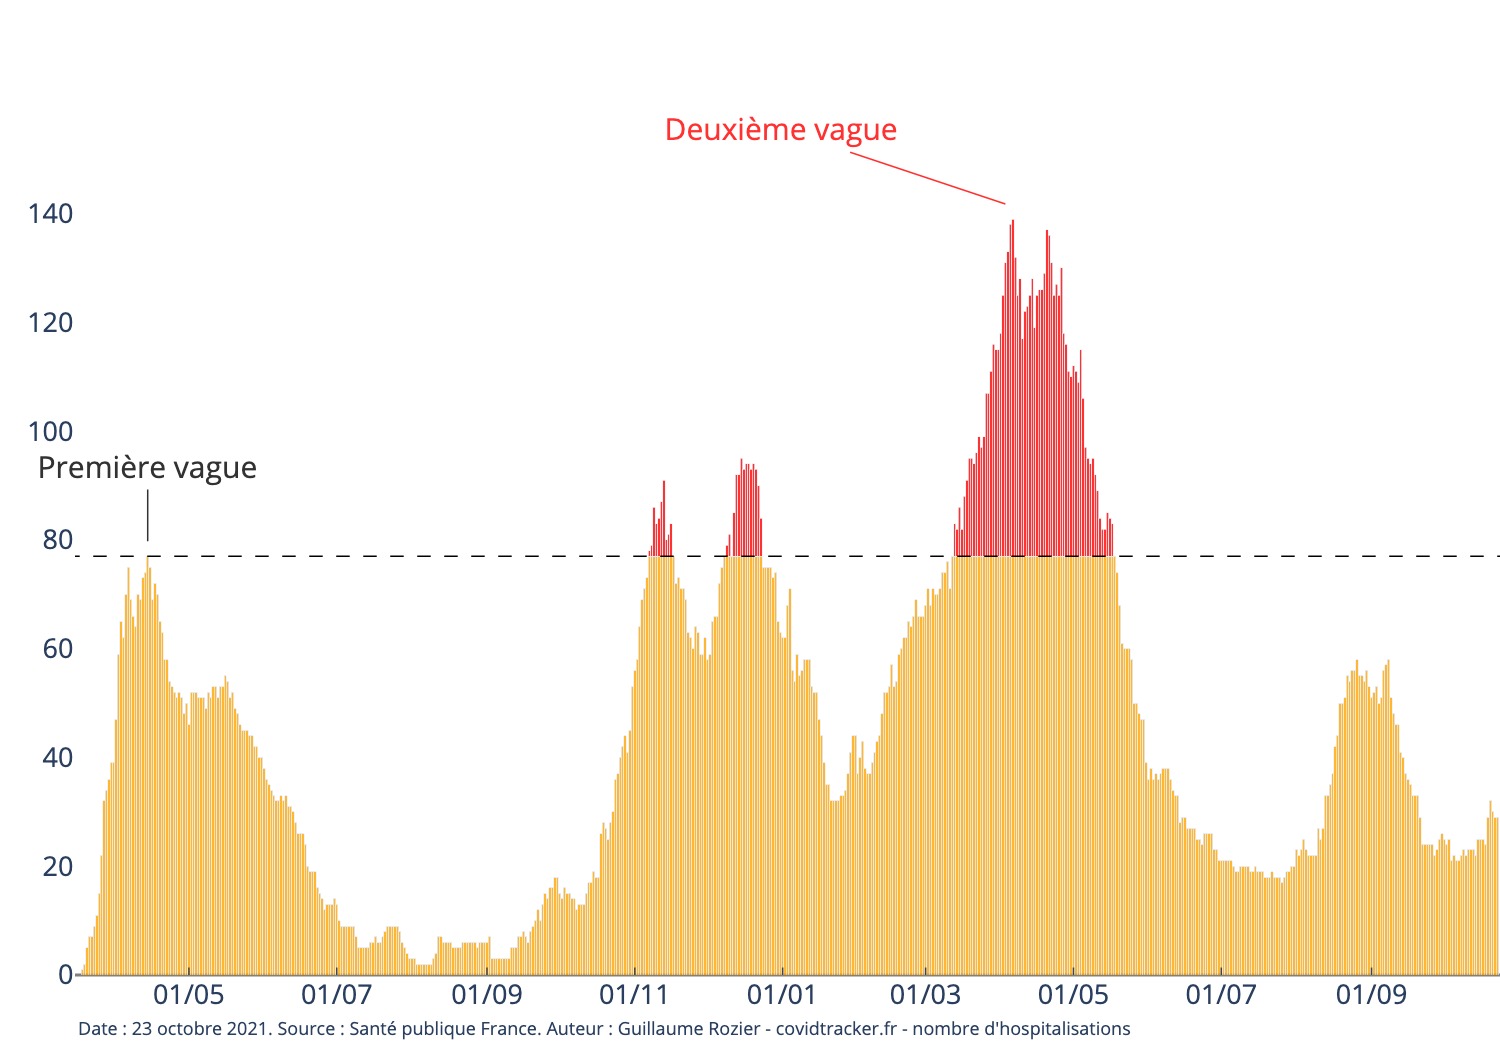 Deuxième vague
140
120
100
Première vague
80
60
40
20
0
01/05 01/07 01/09 01/11 01/01 01/03 01/05 01/07 01/09
Date : 23 octobre 2021. Source : Santé publique France. Auteur : Guillaume Rozier - covidtracker.fr - nombre d'hospitalisations